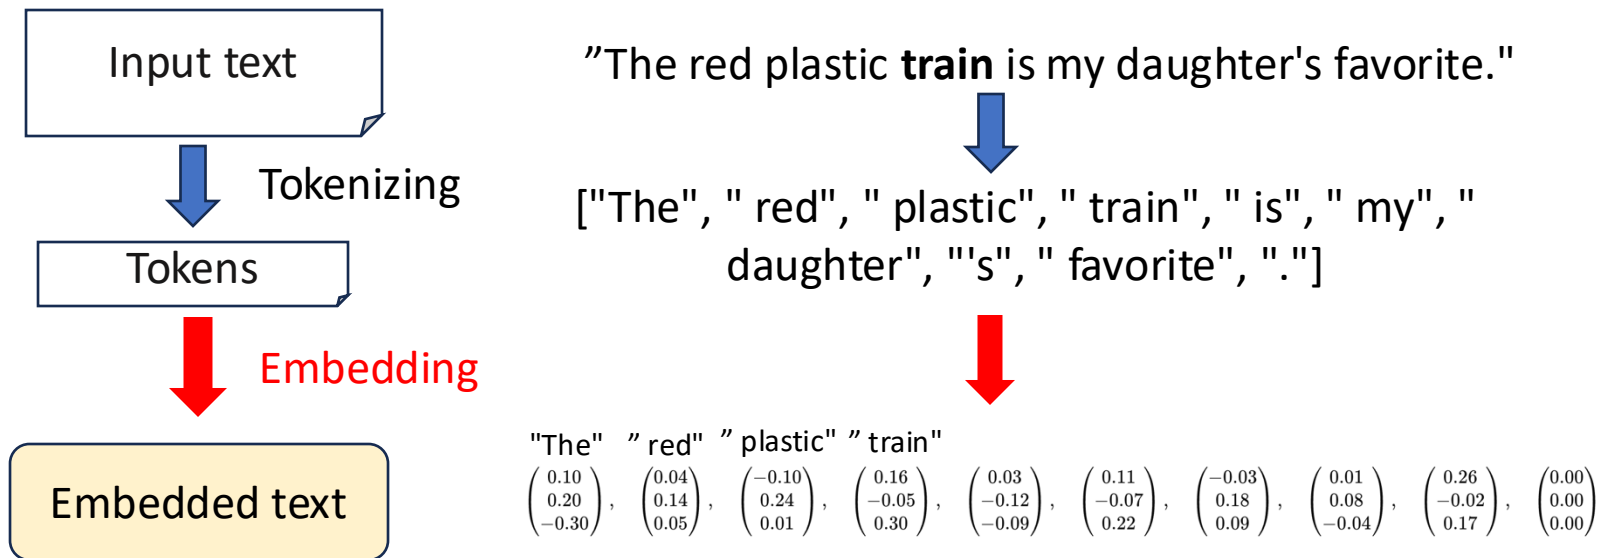 Input text
”The red plastic train is my daughter's favorite."
Tokenizing
["The", " red", " plastic", " train", " is", " my", "
daughter", "'s", " favorite", "."]
Tokens
Embedding
"The" ” red" ” plastic" ” train"
Embedded text
0.10 0.04 −0.10 0.16 0.03 0.11 −0.03 0.01 0.26 0.00
0.20 , 0.14 , 0.24 , −0.05 , −0.12 , −0.07 , 0.18 , 0.08 , −0.02 , 0.00
−0.30 0.05 0.01 0.30 −0.09 0.22 0.09 −0.04 0.17 0.00